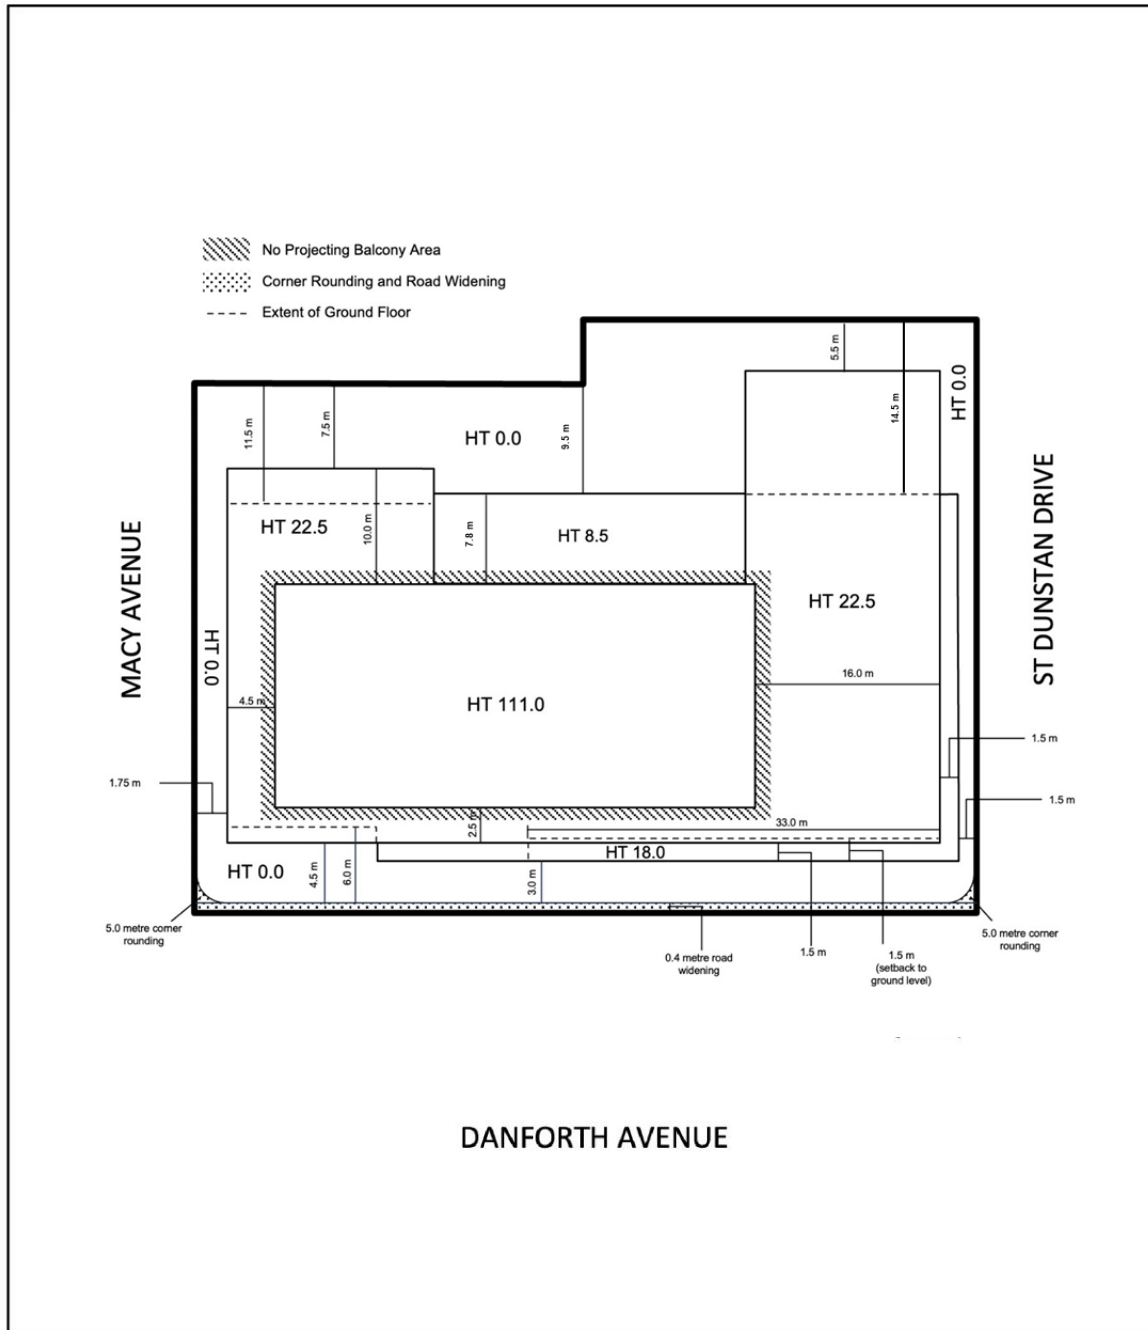 No Projecting Balcony Area
Corner Rounding and Road Widening
Extent of Ground Floor
5.5 m
HT 0.0
11.5 m
7.5 m
HT 0.0
9.5 m
14.5 m
MACY AVENUE
ST DUNSTAN DRIVE
HT 22.5
10.0 m
7.8 m
HT 8.5
HT 22.5
HT 0.0
16.0 m
4.5 m
HT 111.0
1.5 m
1.75 m
1.5 m
2.5 m
33.0 m
HT 18.0
HT 0.0
4.5 m
6.0 m
3.0 m
5.0 metre corner
rounding
0.4 metre road
widening
1.5 m
1.5 m
(setback to
ground level)
5.0 metre corner
rounding
DANFORTH AVENUE